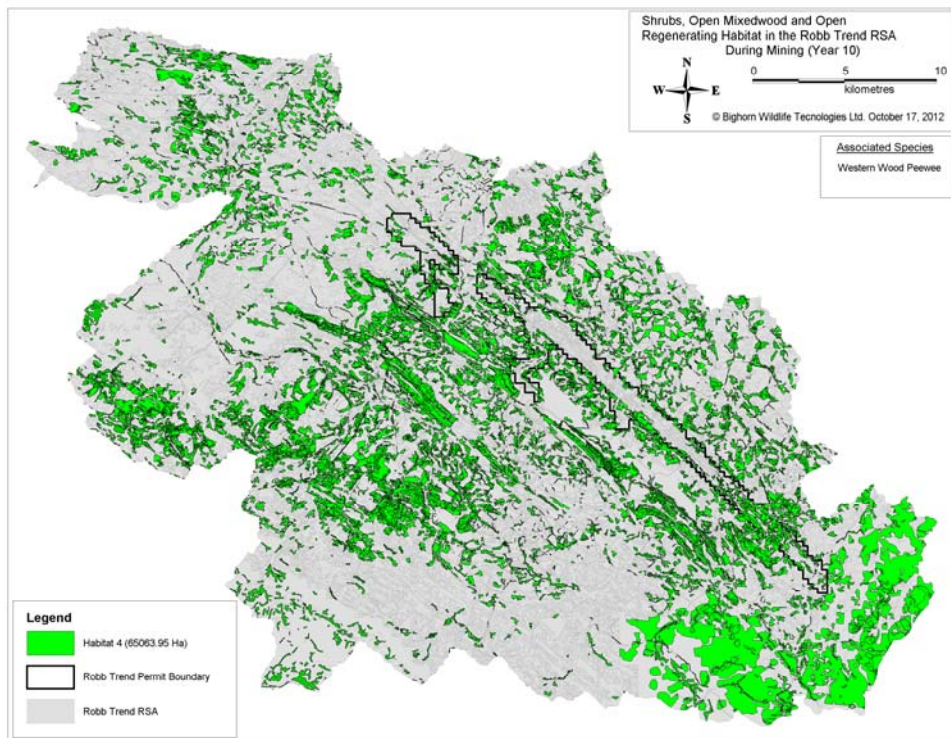 Shrubs, Open Mixedwood and Open
Regenerating Habitat in the Robb Trend RSA
During Mining (Year 10)
N
W E
S
0 5 10
kilometres
© Bighorn Wildlife Tecnologies Ltd. October 17, 2012
Associated Species
Western Wood Peewee
Legend
Habitat 4 (65063.95 Ha)
Robb Trend Permit Boundary
Robb Trend RSA